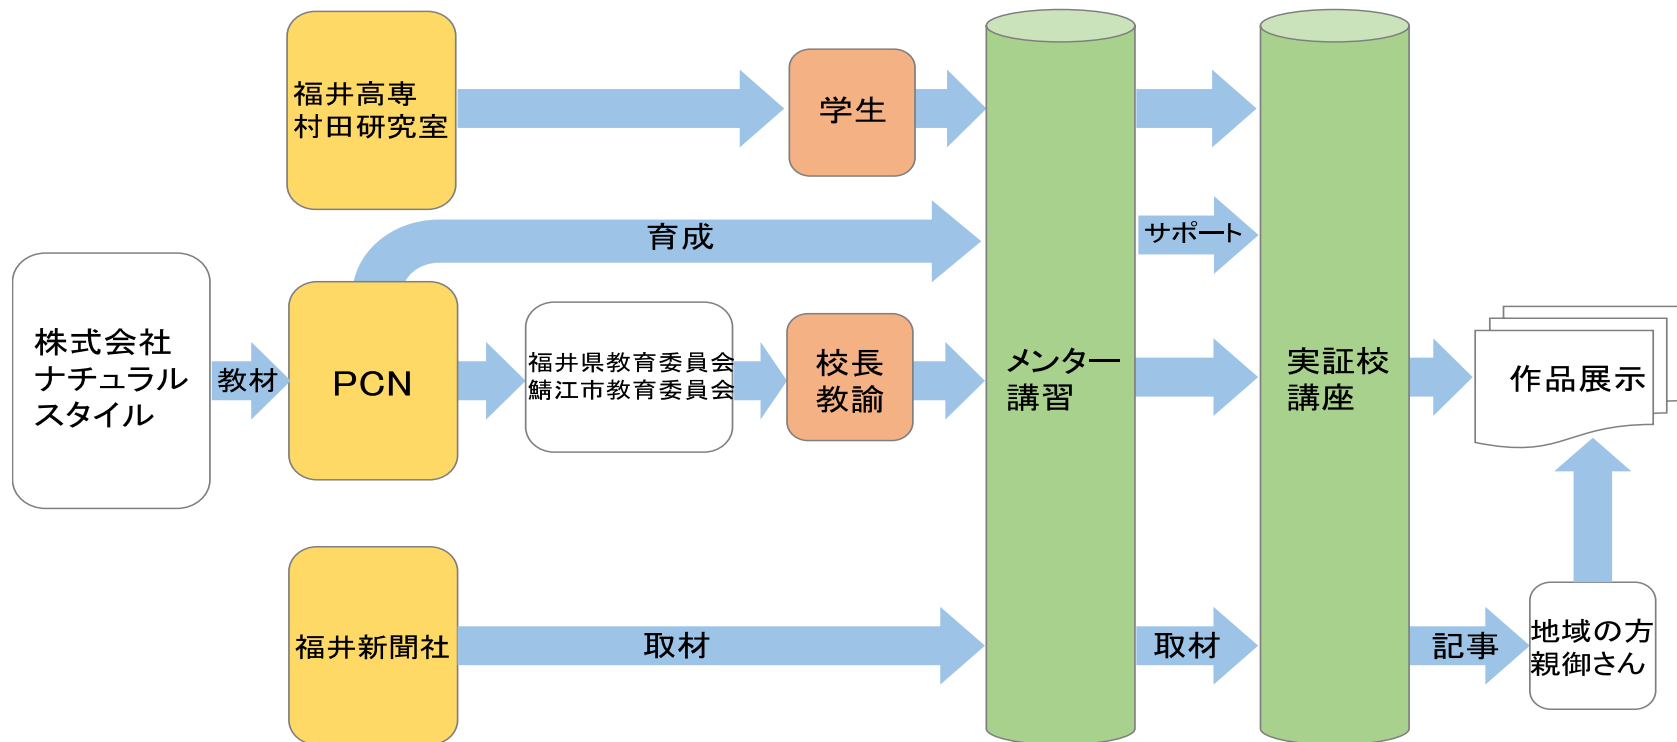 福井高専
村田研究室
学生
育成
サポート
株式会社
ナチュラル
スタイル
教材
PCN
福井県教育委員会
鯖江市教育委員会
校長
教諭
メンター
講習
実証校
講座
作品展示
福井新聞社
取材
取材
記事
地域の方
親御さん